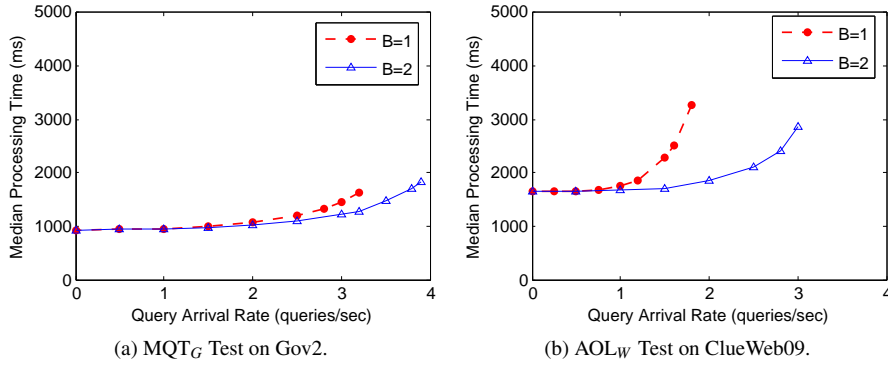 5000
4000
3000
2000
1000
0
Median Processing Time (ms)
0
1
2
3
4
Query Arrival Rate (queries/sec)
B=1
B=2
(a) MQT_G Test on Gov2.
5000
4000
3000
2000
1000
0
Median Processing Time (ms)
0
1
2
3
4
Query Arrival Rate (queries/sec)
B=1
B=2
(b) AOL_W Test on ClueWeb09.